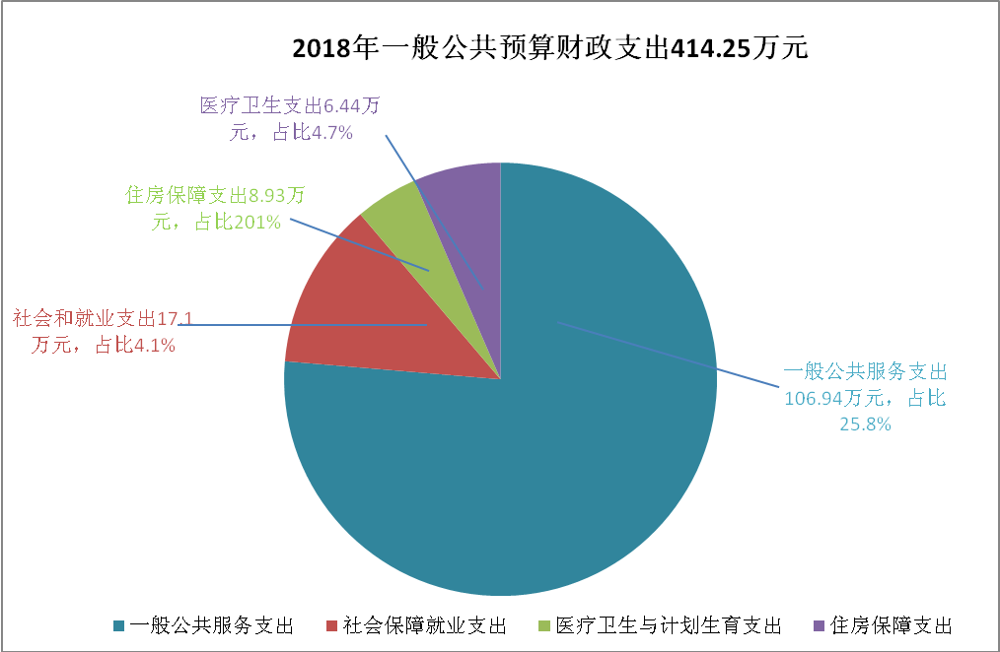 2018年一般公共预算财政支出414.25万元
医疗卫生支出6.44万
元，占比4.7%
住房保障支出8.93万
元，占比201%
社会和就业支出17.1
万元，占比4.1%
一般公共服务支出
106.94万元，占比
25.8%
一般公共服务支出 社会保障就业支出 医疗卫生与计划生育支出 住房保障支出